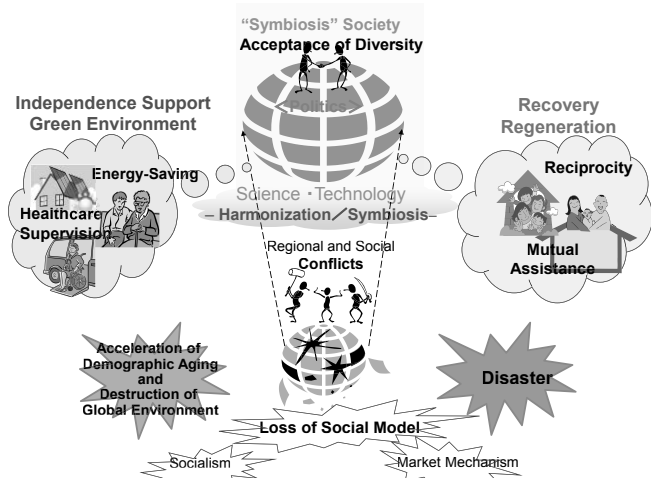 “Symbiosis” Society
Acceptance of Diversity
<Politics>
Independence Support
Green Environment
Recovery
Regeneration
Energy-Saving
Healthcare
Supervision
Reciprocity
Mutual
Assistance
Science・Technology
– Harmonization／Symbiosis–
Regional and Social
Conflicts
Acceleration of
Demographic Aging
and
Destruction of
Global Environment
Disaster
Loss of Social Model
Socialism
Market Mechanism